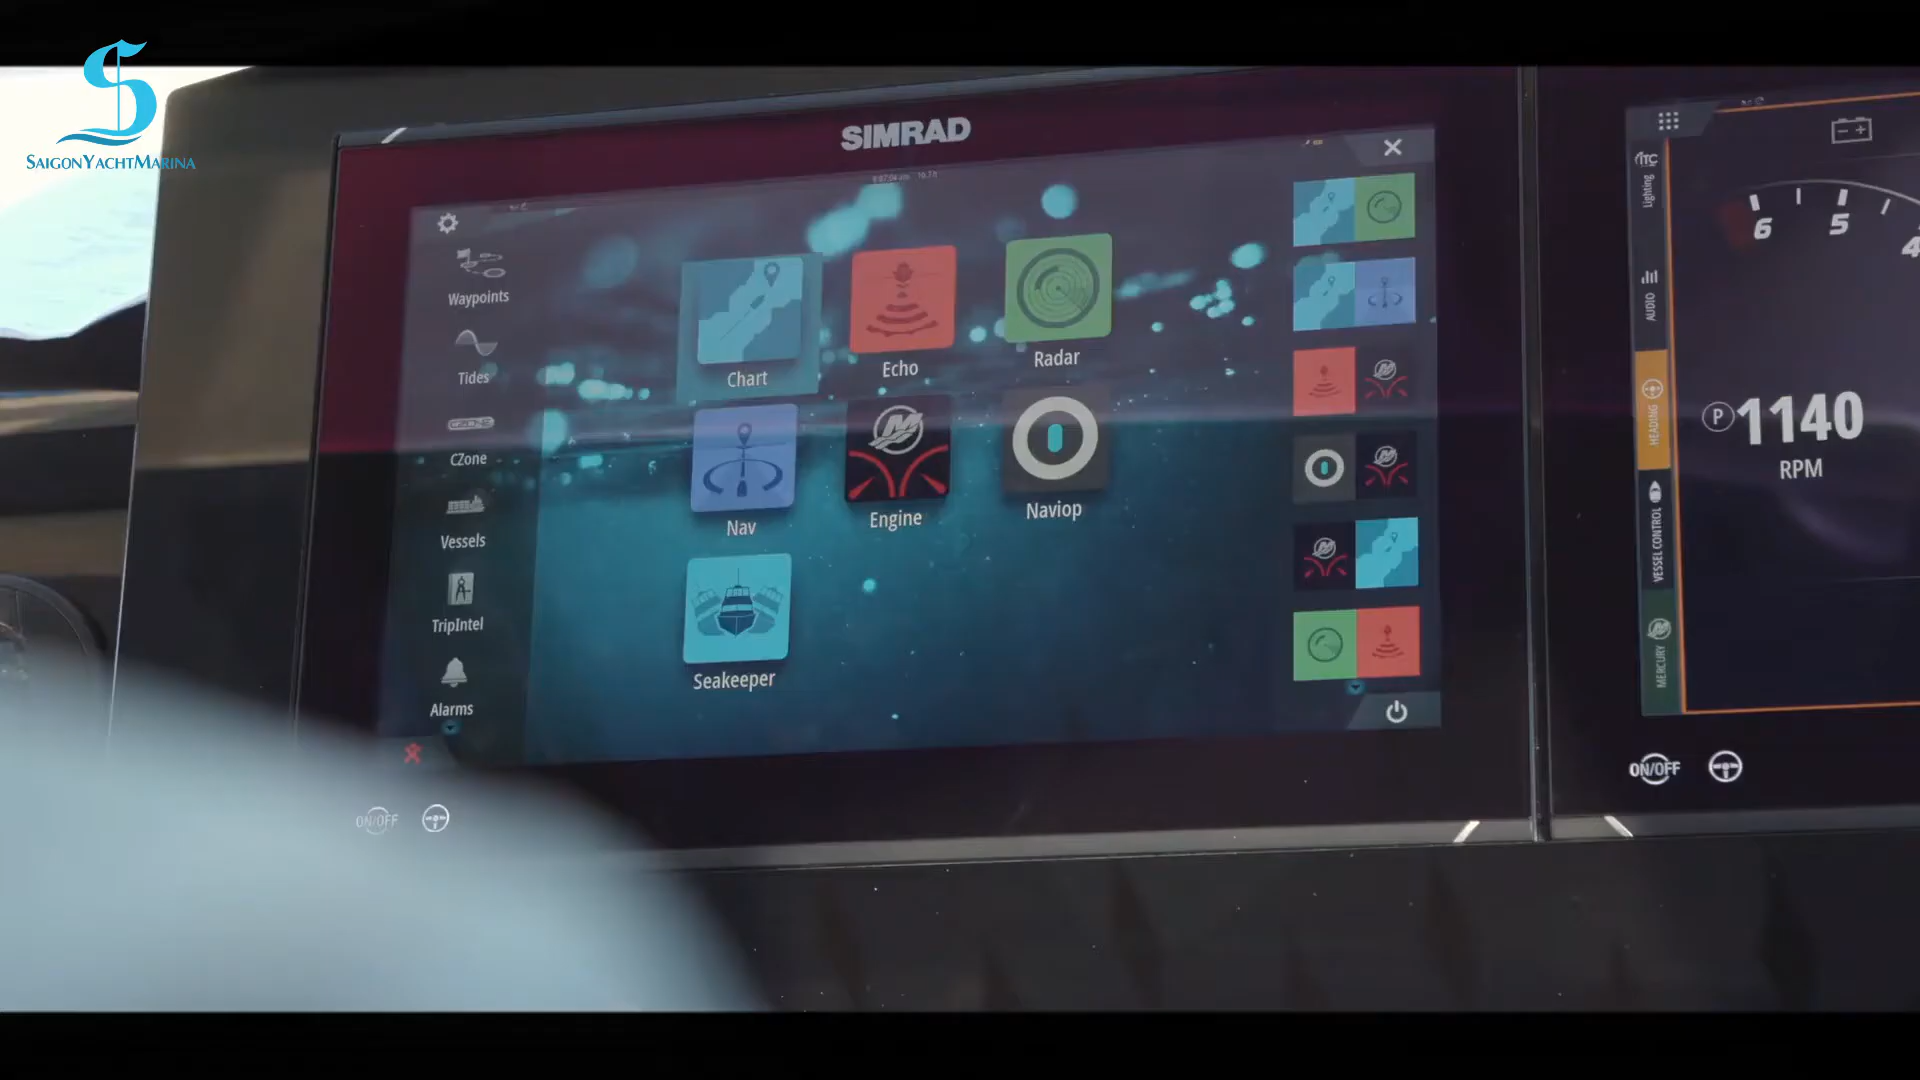 SAIGONYACHTMARINA
SIMRAD
Waypoints
Tides
CZone
Vessels
TripIntel
Alarms
Chart
Echo
Radar
Nav
Engine
Naviop
Seakeeper
ON/OFF
ITC
Lighting
AUDIO
HEADING
VESSEL CONTROL
MERCURY
6
5
4
P 1140
RPM
ON/OFF